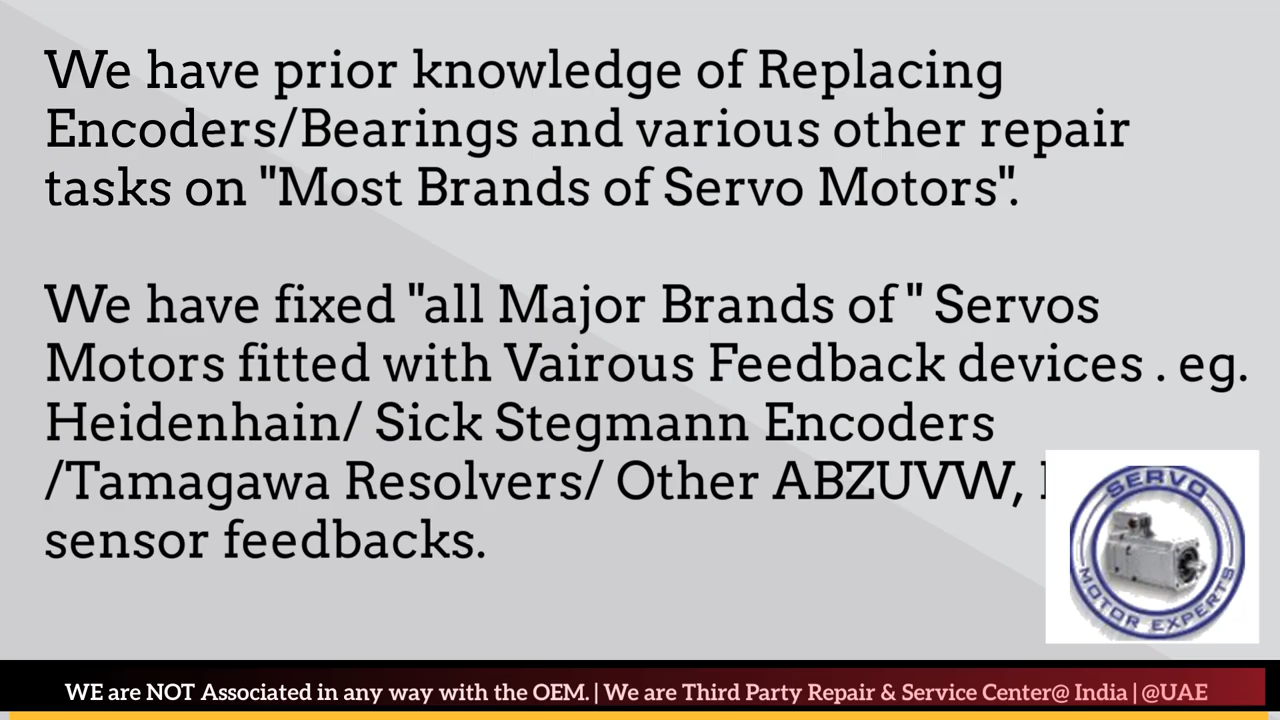 We have prior knowledge of Replacing
Encoders/Bearings and various other repair
tasks on "Most Brands of Servo Motors".
We have fixed "all Major Brands of " Servos
Motors fitted with Vairous Feedback devices . eg.
Heidenhain/ Sick Stegmann Encoders
/Tamagawa Resolvers/ Other ABZUVW,
sensor feedbacks.
SERVO
MOTOR EXPERTS
WE are NOT Associated in any way with the OEM. | We are Third Party Repair & Service Center@ India | @UAE